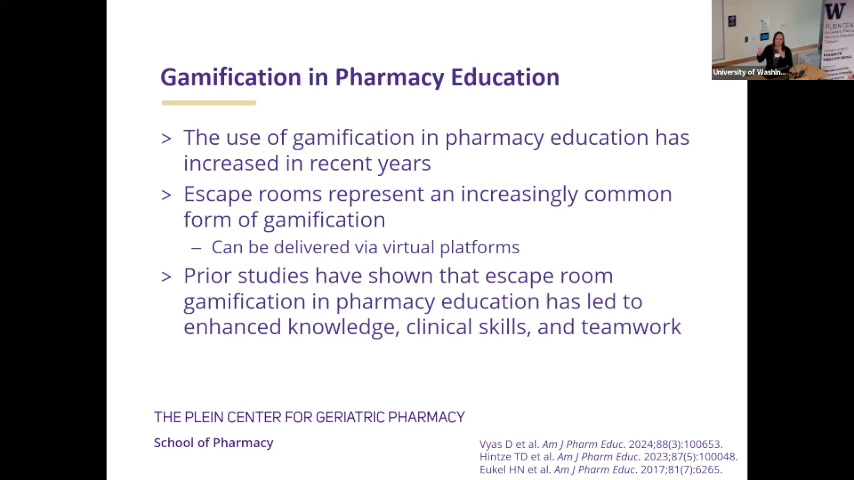 Gamification in Pharmacy Education
> The use of gamification in pharmacy education has
increased in recent years
> Escape rooms represent an increasingly common
form of gamification
– Can be delivered via virtual platforms
> Prior studies have shown that escape room
gamification in pharmacy education has led to
enhanced knowledge, clinical skills, and teamwork
THE PLEIN CENTER FOR GERIATRIC PHARMACY
School of Pharmacy
Vyas D et al. Am J Pharm Educ. 2024;88(3):100653.
Hintze TD et al. Am J Pharm Educ. 2023;87(5):100048.
Eukel HN et al. Am J Pharm Educ. 2017;81(7):6265.
W
PLEIN CEN
University of Washin...